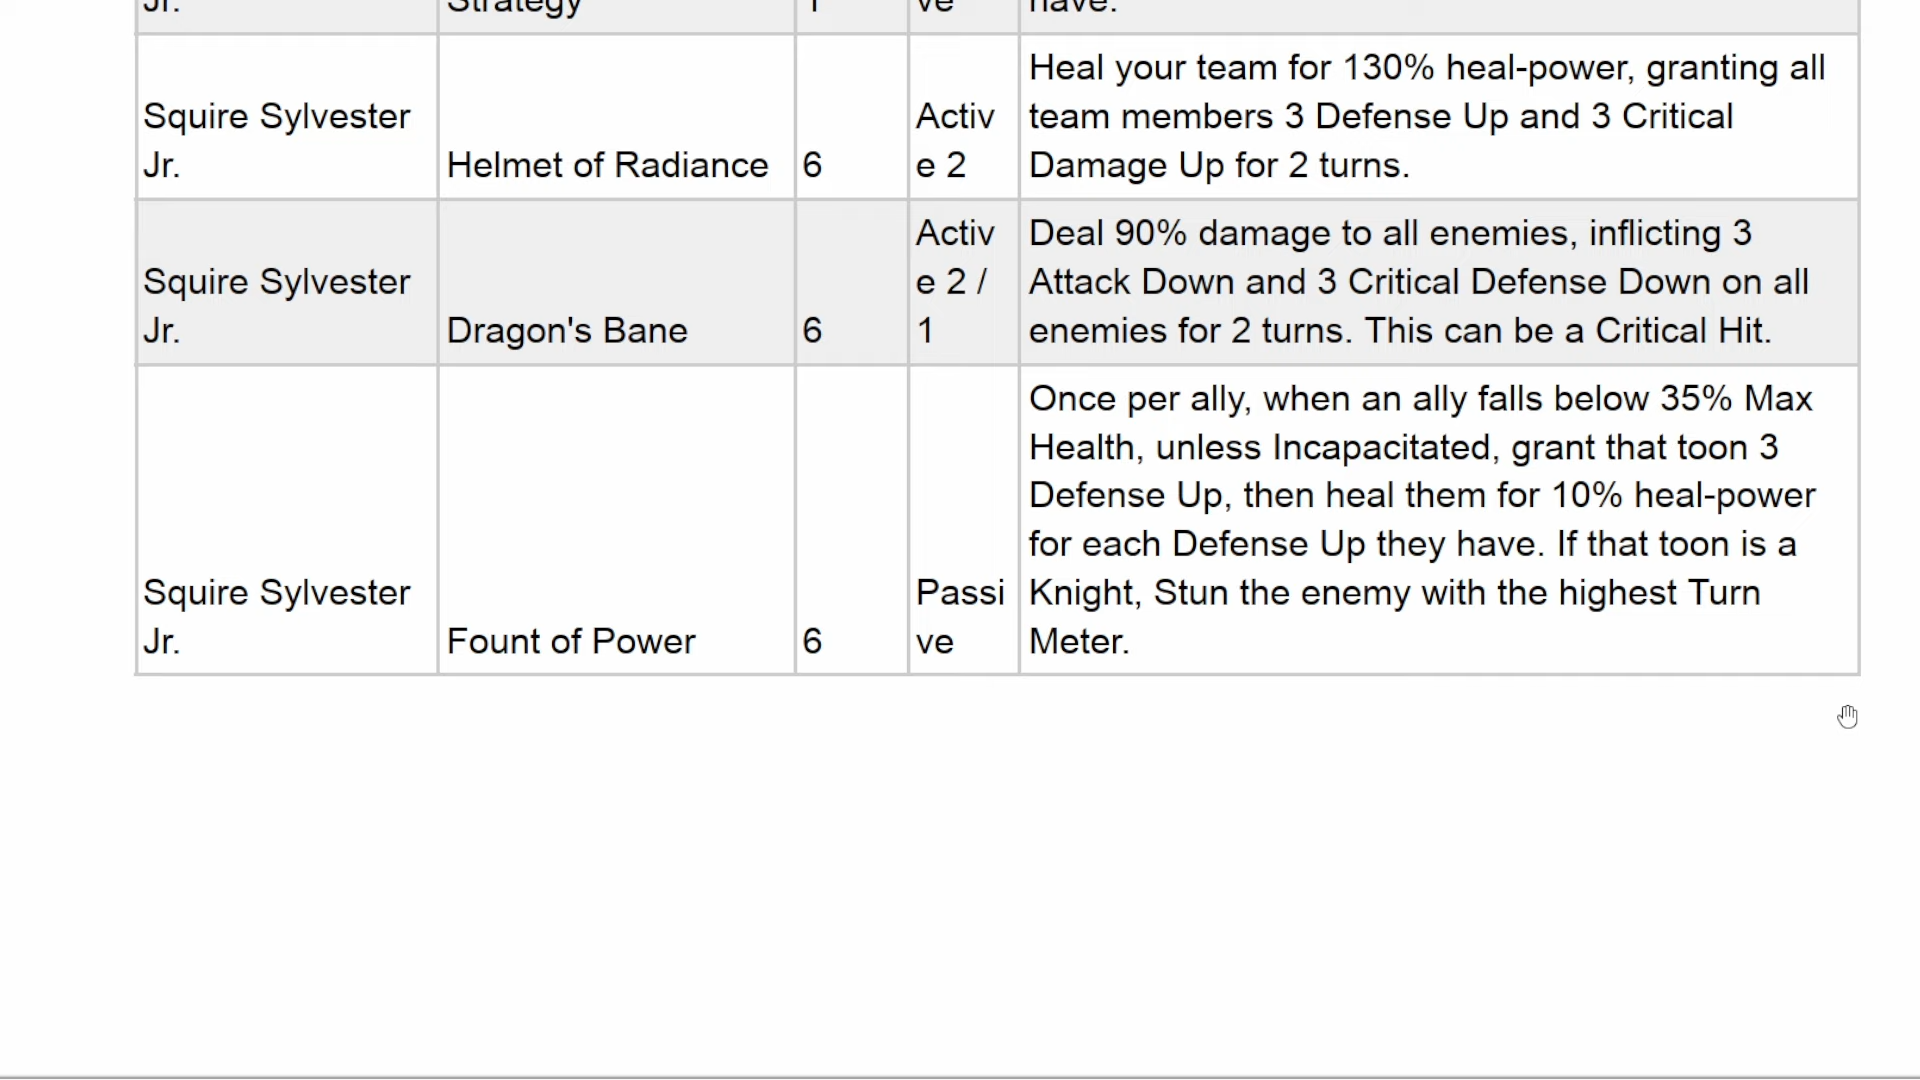 Jr.
Strategy
ve
have.
Squire Sylvester
Jr.
Helmet of Radiance
6
Activ
e 2
Heal your team for 130% heal-power, granting all
team members 3 Defense Up and 3 Critical
Damage Up for 2 turns.
Squire Sylvester
Jr.
Dragon's Bane
6
Activ
e 2 /
1
Deal 90% damage to all enemies, inflicting 3
Attack Down and 3 Critical Defense Down on all
enemies for 2 turns. This can be a Critical Hit.
Squire Sylvester
Jr.
Fount of Power
6
Passi
ve
Once per ally, when an ally falls below 35% Max
Health, unless Incapacitated, grant that toon 3
Defense Up, then heal them for 10% heal-power
for each Defense Up they have. If that toon is a
Knight, Stun the enemy with the highest Turn
Meter.